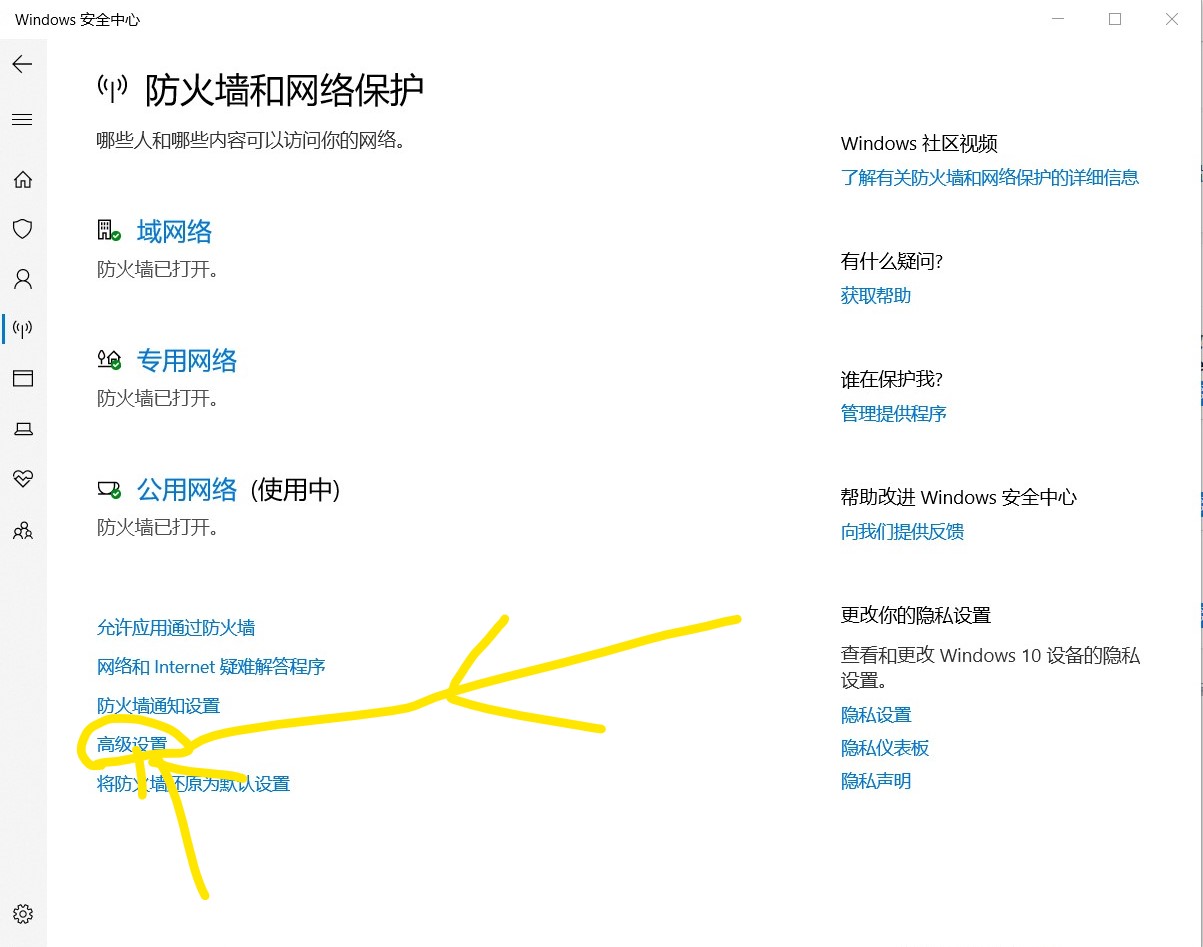 Windows 安全中心
防火墙和网络保护
哪些人和哪些内容可以访问你的网络。
域网络
防火墙已打开。
专用网络
防火墙已打开。
公用网络 (使用中)
防火墙已打开。
允许应用通过防火墙
网络和 Internet 疑难解答程序
防火墙通知设置
高级设置
将防火墙还原为默认设置
Windows 社区视频
了解有关防火墙和网络保护的详细信息
有什么疑问?
获取帮助
谁在保护我?
管理提供程序
帮助改进 Windows 安全中心
向我们提供反馈
更改你的隐私设置
查看和更改 Windows 10 设备的隐私
设置。
隐私设置
隐私仪表板
隐私声明